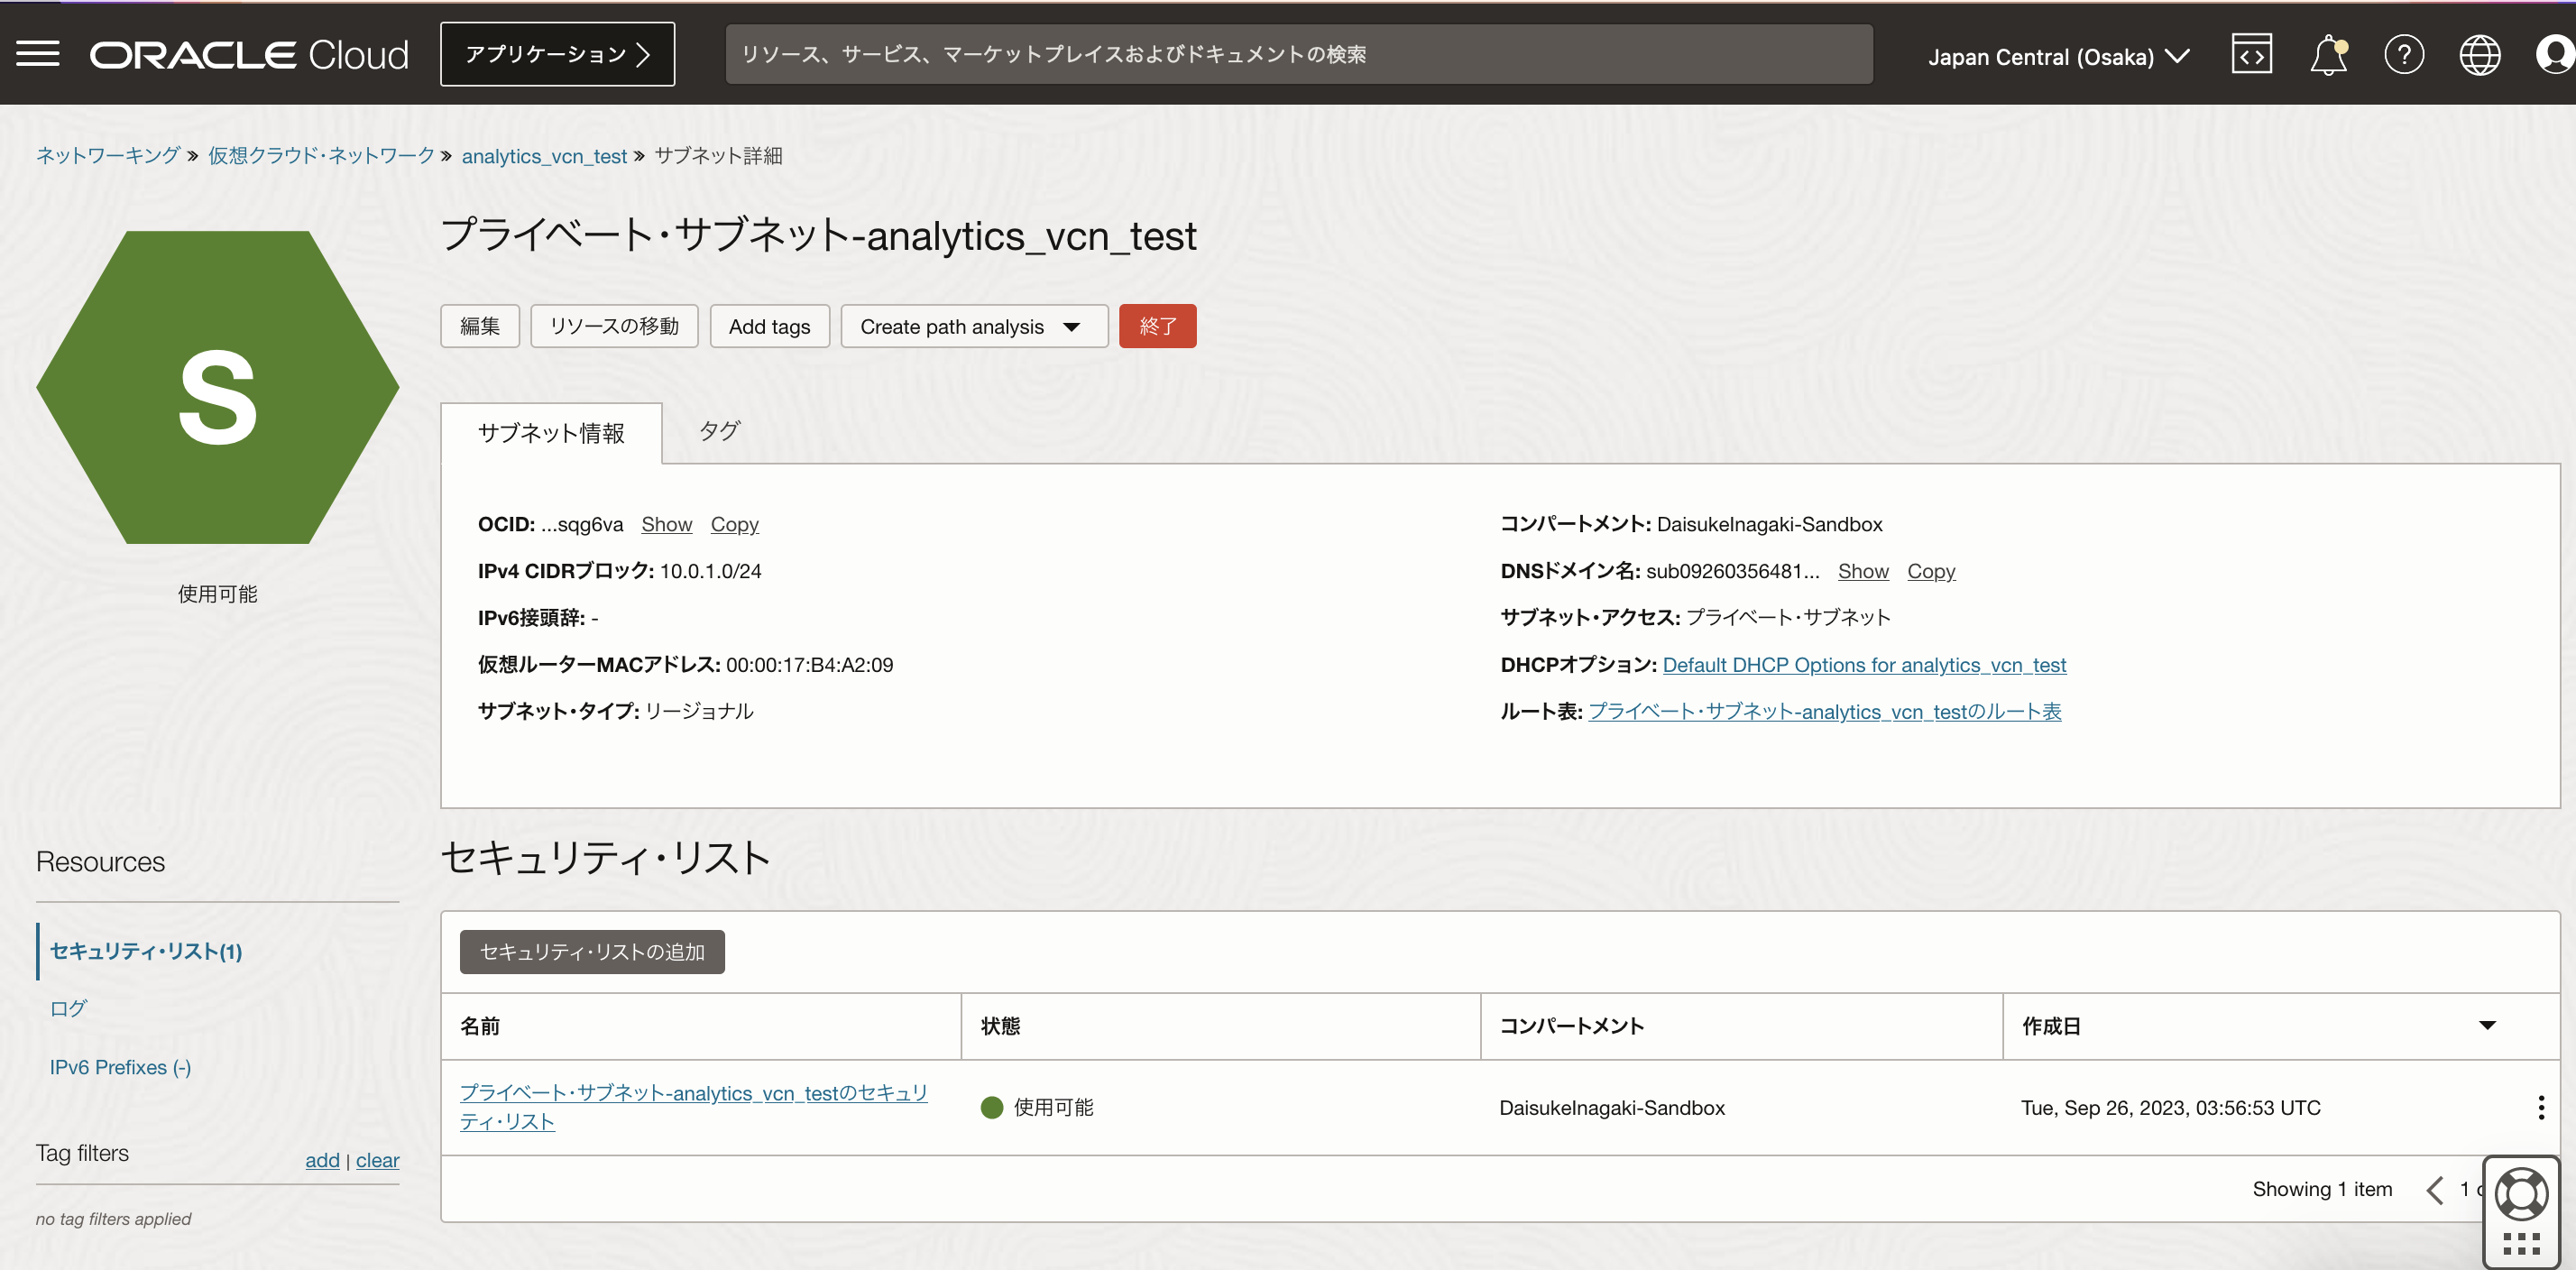 ORACLE Cloud
アプリケーション
リソース、サービス、マーケットプレイスおよびドキュメントの検索
Japan Central (Osaka)
ネットワーキング » 仮想クラウド・ネットワーク » analytics_vcn_test » サブネット詳細
プライベート・サブネット-analytics_vcn_test
編集 リソースの移動 Add tags Create path analysis 終了
S
使用可能
サブネット情報 タグ
OCID: ...sqg6va Show Copy
IPv4 CIDRブロック: 10.0.1.0/24
IPv6接頭辞: -
仮想ルーターMACアドレス: 00:00:17:B4:A2:09
サブネット・タイプ: リージョナル
コンパートメント: DaisukeInagaki-Sandbox
DNSドメイン名: sub09260356481... Show Copy
サブネット・アクセス: プライベート・サブネット
DHCPオプション: Default DHCP Options for analytics_vcn_test
ルート表: プライベート・サブネット-analytics_vcn_testのルート表
Resources
セキュリティ・リスト(1)
ログ
IPv6 Prefixes (-)
Tag filters
add | clear
no tag filters applied
セキュリティ・リスト
セキュリティ・リストの追加
名前 状態 コンパートメント 作成日
プライベート・サブネット-analytics_vcn_testのセキュリ
ティ・リスト
使用可能
DaisukeInagaki-Sandbox
Tue, Sep 26, 2023, 03:56:53 UTC
Showing 1 item
1